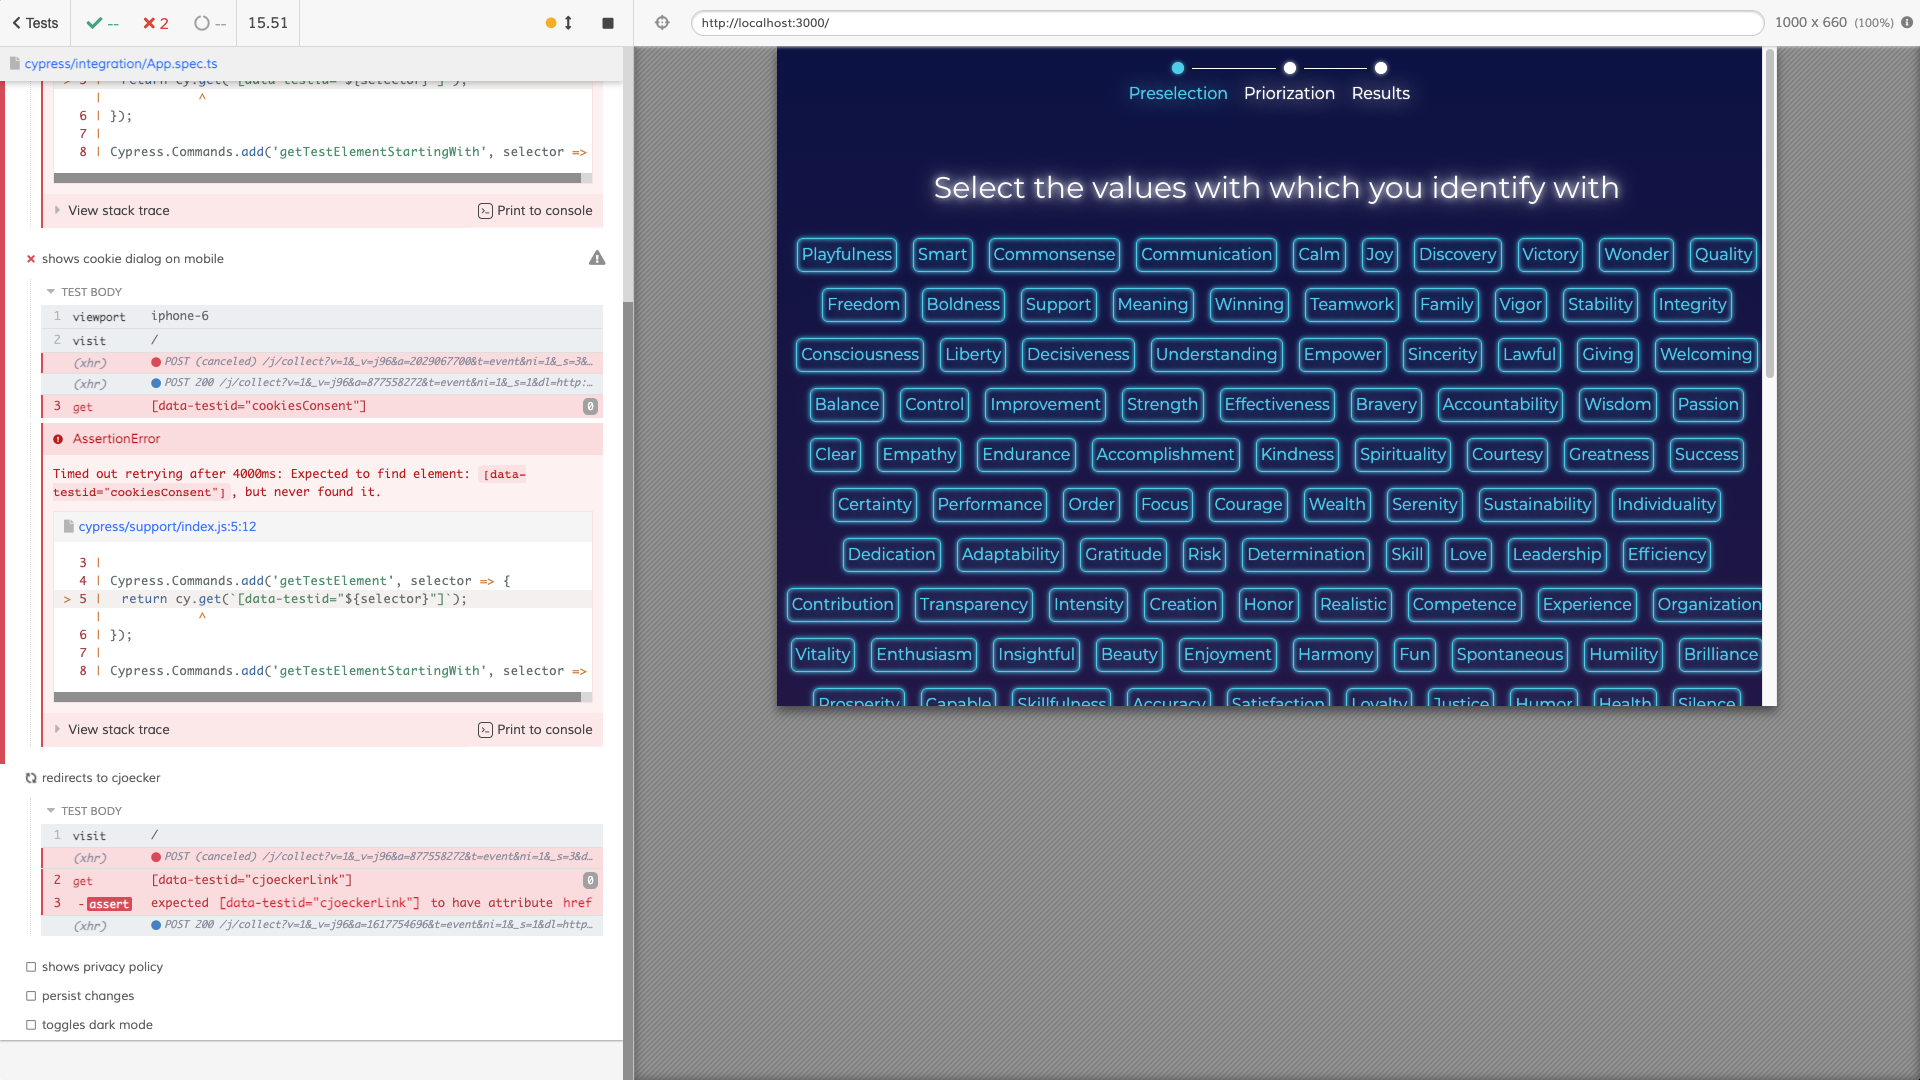 Tests
--
2
--
15.51
cypress/integration/App.spec.ts
> 5 | return cy.get(`[data-testid="${selector}"]`);
| ^
6 | });
7 |
8 | Cypress.Commands.add('getTestElementStartingWith', selector =>
View stack trace
Print to console
shows cookie dialog on mobile
TEST BODY
1 viewport iphone-6
2 visit /
(xhr) POST (canceled) /j/collect?v=1&_v=j96&a=2029067700&t=event&ni=1&_s=3&…
(xhr) POST 200 /j/collect?v=1&_v=j96&a=877558272&t=event&ni=1&_s=1&dl=http:…
3 get [data-testid="cookiesConsent"] 0
AssertionError
Timed out retrying after 4000ms: Expected to find element: [data-
testid="cookiesConsent"], but never found it.
cypress/support/index.js:5:12
3 |
4 | Cypress.Commands.add('getTestElement', selector => {
> 5 | return cy.get(`[data-testid="${selector}"]`);
| ^
6 | });
7 |
8 | Cypress.Commands.add('getTestElementStartingWith', selector =>
View stack trace
Print to console
redirects to cjoecker
TEST BODY
1 visit /
(xhr) POST (canceled) /j/collect?v=1&_v=j96&a=877558272&t=event&ni=1&_s=3&d…
2 get [data-testid="cjoeckerLink"] 0
3 -assert expected [data-testid="cjoeckerLink"] to have attribute href
(xhr) POST 200 /j/collect?v=1&_v=j96&a=1617754696&t=event&ni=1&_s=1&dl=http…
shows privacy policy
persist changes
toggles dark mode
http://localhost:3000/
1000 x 660 (100%)
Preselection Priorization Results
Select the values with which you identify with
Playfulness Smart Commonsense Communication Calm Joy Discovery Victory Wonder Quality
Freedom Boldness Support Meaning Winning Teamwork Family Vigor Stability Integrity
Consciousness Liberty Decisiveness Understanding Empower Sincerity Lawful Giving Welcoming
Balance Control Improvement Strength Effectiveness Bravery Accountability Wisdom Passion
Clear Empathy Endurance Accomplishment Kindness Spirituality Courtesy Greatness Success
Certainty Performance Order Focus Courage Wealth Serenity Sustainability Individuality
Dedication Adaptability Gratitude Risk Determination Skill Love Leadership Efficiency
Contribution Transparency Intensity Creation Honor Realistic Competence Experience Organization
Vitality Enthusiasm Insightful Beauty Enjoyment Harmony Fun Spontaneous Humility Brilliance
Prosperity Capable Skillfulness Accuracy Satisfaction Loyalty Justice Humor Health Silence